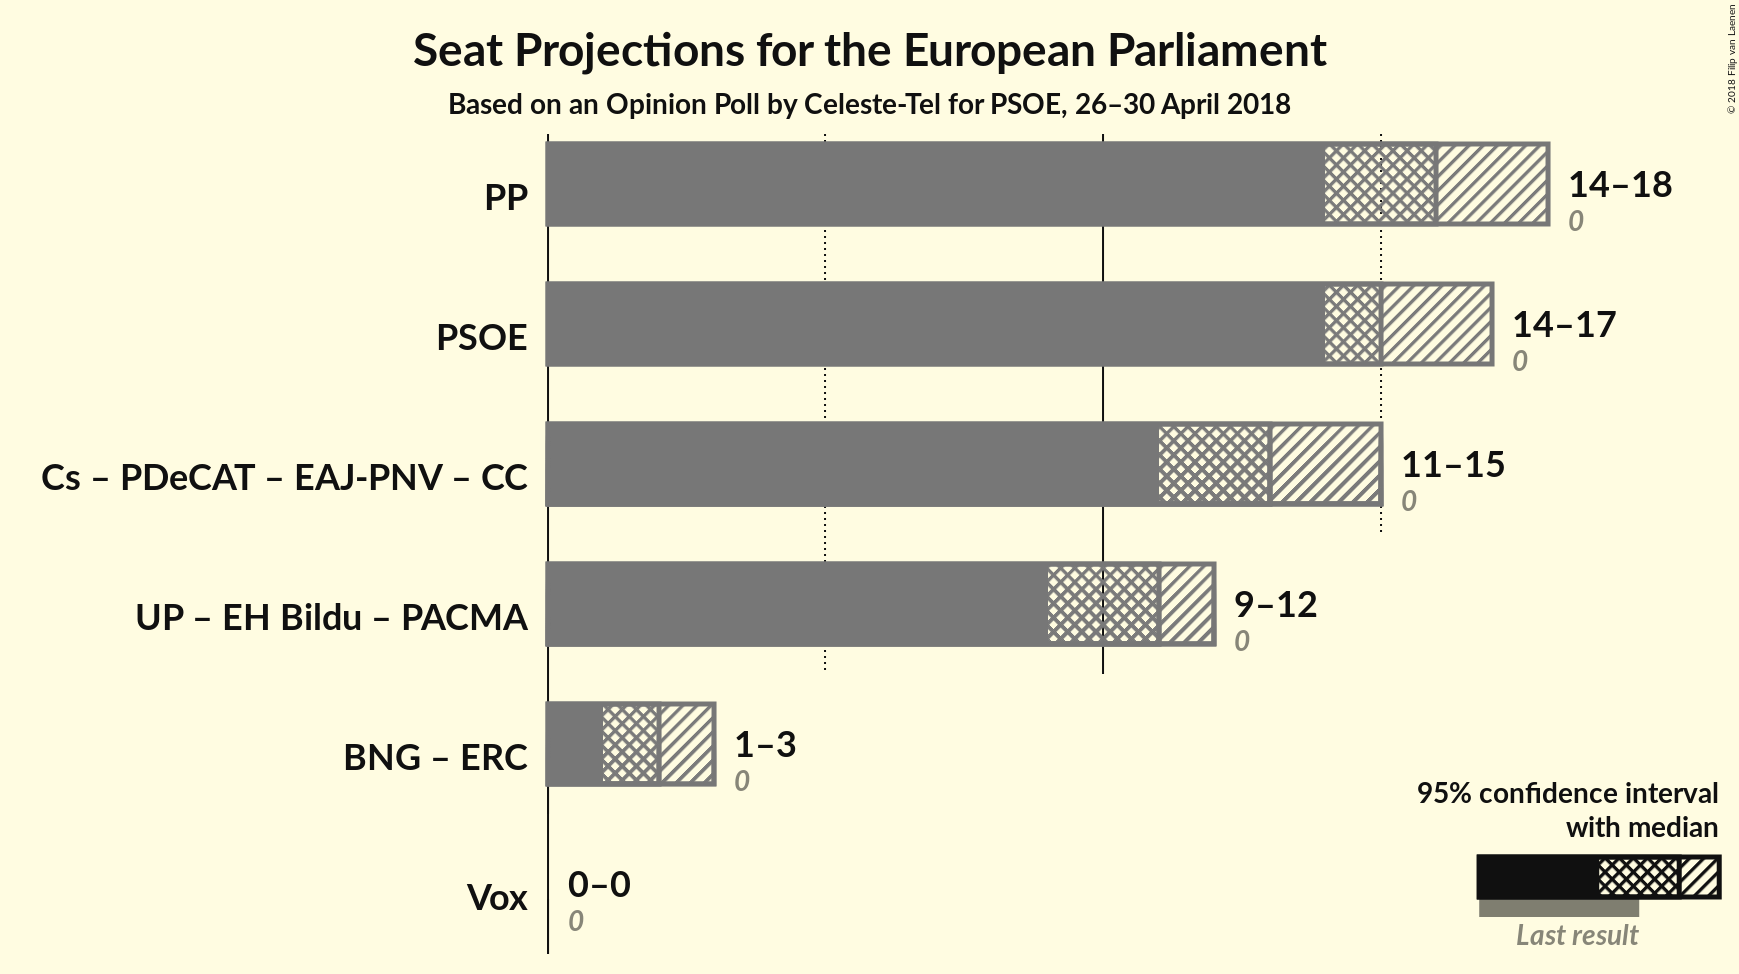 Seat Projections for the European Parliament
Based on an Opinion Poll by Celeste-Tel for PSOE, 26–30 April 2018
© 2018 Filip van Laenen
PP
14–18
0
PSOE
14–17
0
Cs – PDeCAT – EAJ-PNV – CC
11–15
0
UP – EH Bildu – PACMA
9–12
0
BNG – ERC
1–3
0
Vox
0–0
0
95% confidence interval
with median
Last result